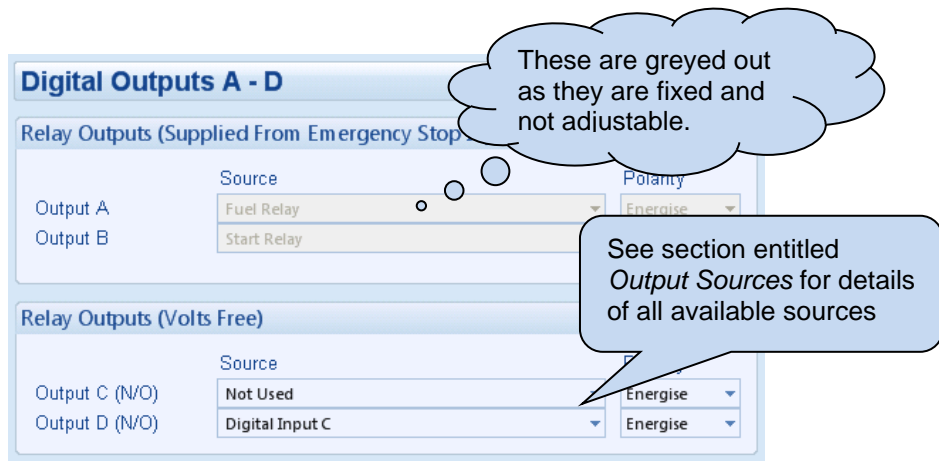 These are greyed out
as they are fixed and
not adjustable.
Digital Outputs A - D
Relay Outputs (Supplied From Emergency Stop
Source
Polarity
Output A
Fuel Relay
Energise
Output B
Start Relay
See section entitled
Output Sources for details
of all available sources
Relay Outputs (Volts Free)
Source
Output C (N/O)
Not Used
Energise
Output D (N/O)
Digital Input C
Energise